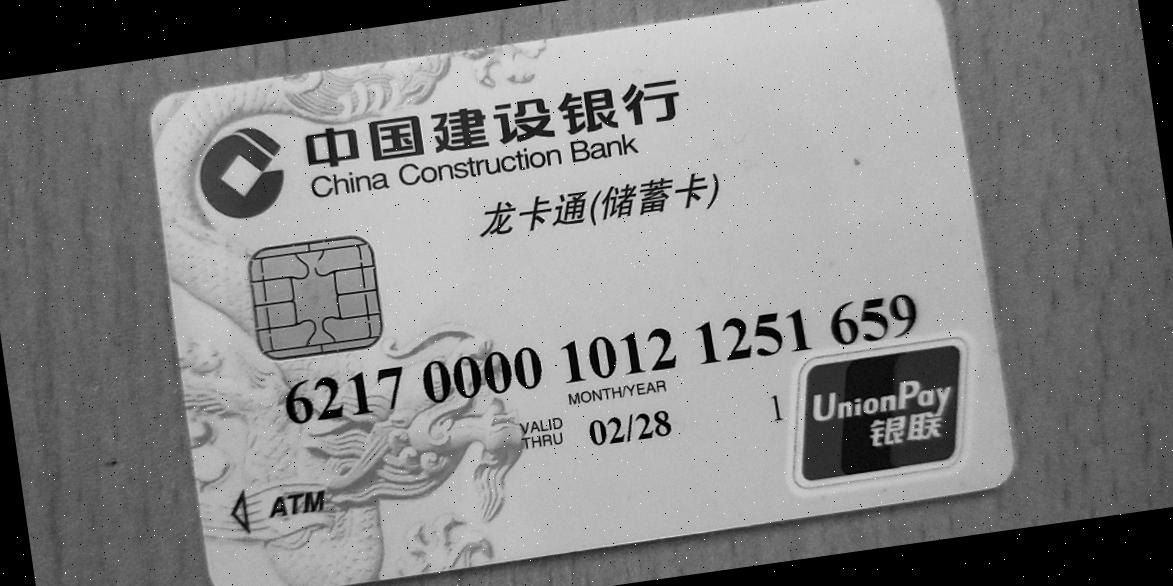 中国建设银行
China Construction Bank
龙卡通(储蓄卡)
6217 0000 1012 1251 659
MONTH/YEAR
VALID THRU 02/28 1
UnionPay
银联
ATM